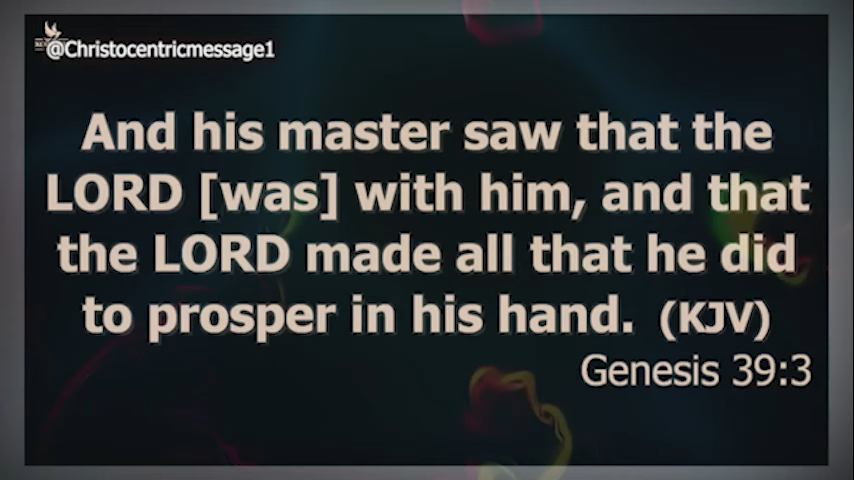 @Christocentricmessage1
And his master saw that the
LORD [was] with him, and that
the LORD made all that he did
to prosper in his hand. (KJV)
Genesis 39:3